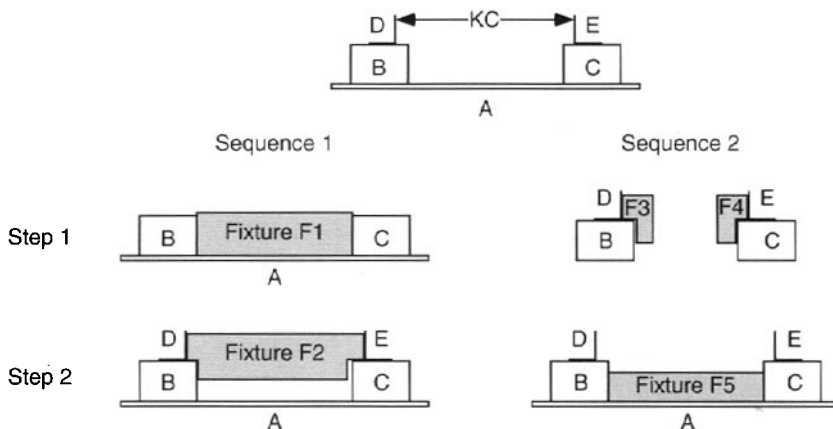 D KC E
B C
A
Sequence 1 Sequence 2
D E
Step 1 B Fixture F1 C F3 F4
B C
A
D E D E
Step 2 B Fixture F2 C B Fixture F5 C
A A